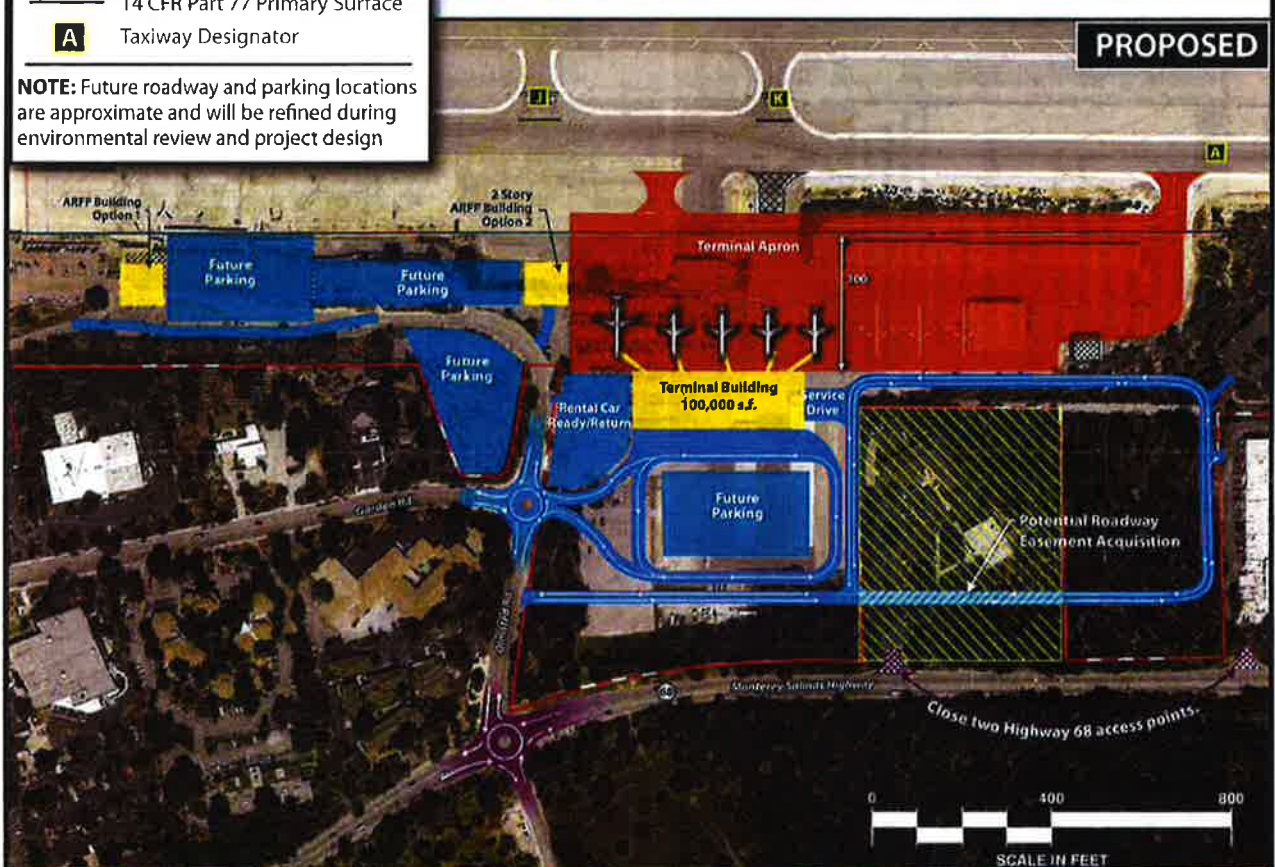 14 CFR Part 77 Primary Surface
A Taxiway Designator
NOTE: Future roadway and parking locations
are approximate and will be refined during
environmental review and project design
PROPOSED
J
K
A
ARFF Building
Option 1
2 Story
ARFF Building
Option 2
Future
Parking
Future
Parking
Terminal Apron
300
Future
Parking
Rental Car
Ready/Return
Terminal Building
100,000 s.f.
Service
Drive
Future
Parking
Garden Rd.
Potential Roadway
Easement Acquisition
68
Monterey Salinas Highway
Close two Highway 68 access points.
0 400 800
SCALE IN FEET